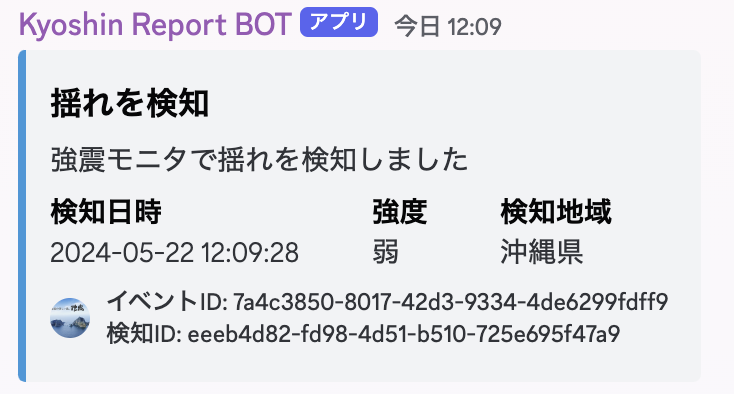 Kyoshin Report BOT アプリ 今日 12:09
揺れを検知
強震モニタで揺れを検知しました
検知日時 強度 検知地域
2024-05-22 12:09:28 弱 沖縄県
イベントID: 7a4c3850-8017-42d3-9334-4de6299fdff9
検知ID: eeeb4d82-fd98-4d51-b510-725e695f47a9